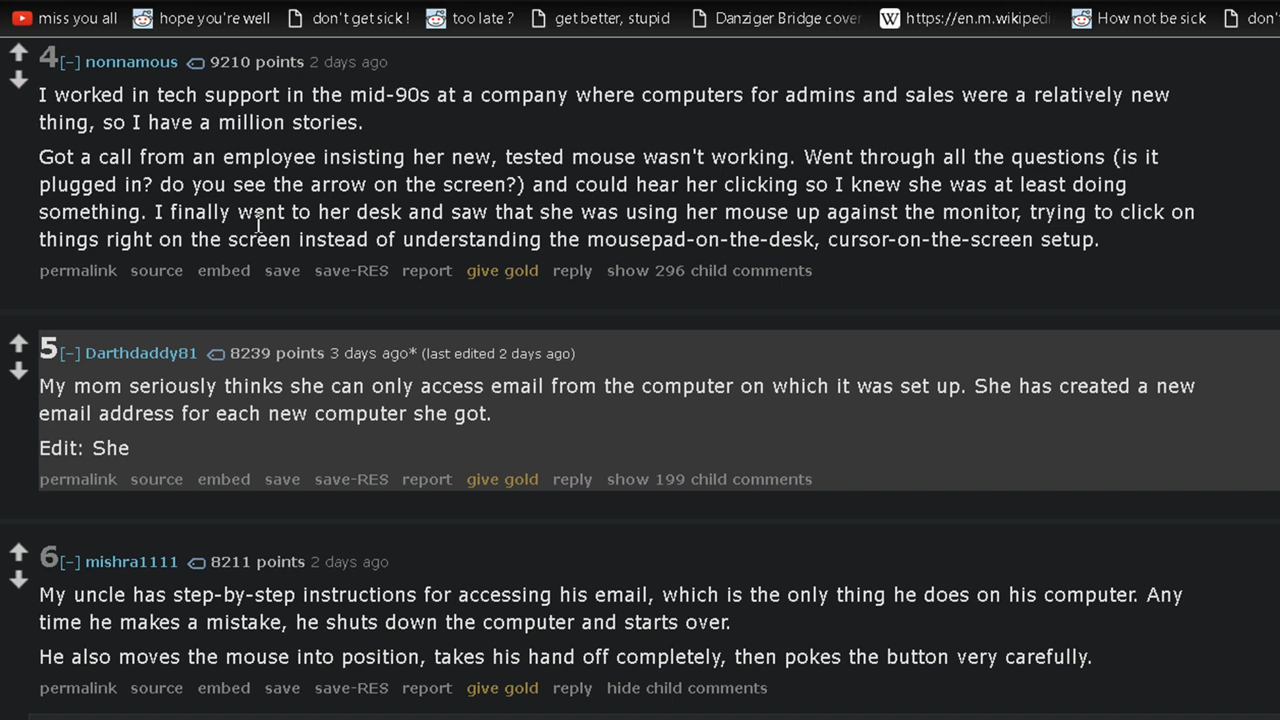 miss you all hope you're well don't get sick ! too late ? get better, stupid Danziger Bridge cover https://en.m.wikiped How not be sick don'
4[-] nonnamous 9210 points 2 days ago
I worked in tech support in the mid-90s at a company where computers for admins and sales were a relatively new
thing, so I have a million stories.
Got a call from an employee insisting her new, tested mouse wasn't working. Went through all the questions (is it
plugged in? do you see the arrow on the screen?) and could hear her clicking so I knew she was at least doing
something. I finally went to her desk and saw that she was using her mouse up against the monitor, trying to click on
things right on the screen instead of understanding the mousepad-on-the-desk, cursor-on-the-screen setup.
permalink source embed save save-RES report give gold reply show 296 child comments
5[-] Darthdaddy81 8239 points 3 days ago* (last edited 2 days ago)
My mom seriously thinks she can only access email from the computer on which it was set up. She has created a new
email address for each new computer she got.
Edit: She
permalink source embed save save-RES report give gold reply show 199 child comments
6[-] mishra1111 8211 points 2 days ago
My uncle has step-by-step instructions for accessing his email, which is the only thing he does on his computer. Any
time he makes a mistake, he shuts down the computer and starts over.
He also moves the mouse into position, takes his hand off completely, then pokes the button very carefully.
permalink source embed save save-RES report give gold reply hide child comments